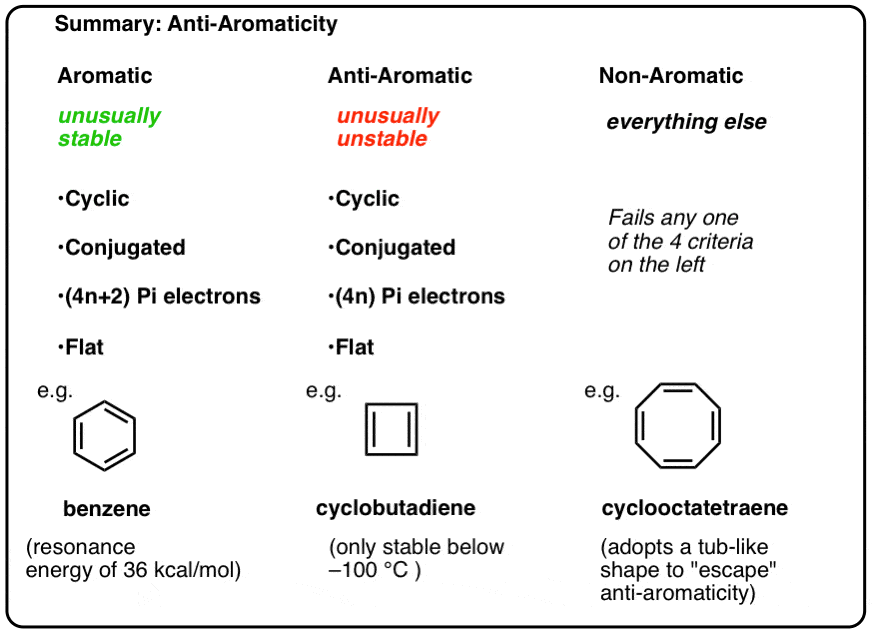 Summary: Anti-Aromaticity
Aromatic
unusually
stable
·Cyclic
·Conjugated
·(4n+2) Pi electrons
·Flat
e.g.
benzene
(resonance
energy of 36 kcal/mol)
Anti-Aromatic
unusually
unstable
·Cyclic
·Conjugated
·(4n) Pi electrons
·Flat
e.g.
cyclobutadiene
(only stable below
–100 °C )
Non-Aromatic
everything else
Fails any one
of the 4 criteria
on the left
e.g.
cyclooctatetraene
(adopts a tub-like
shape to "escape"
anti-aromaticity)